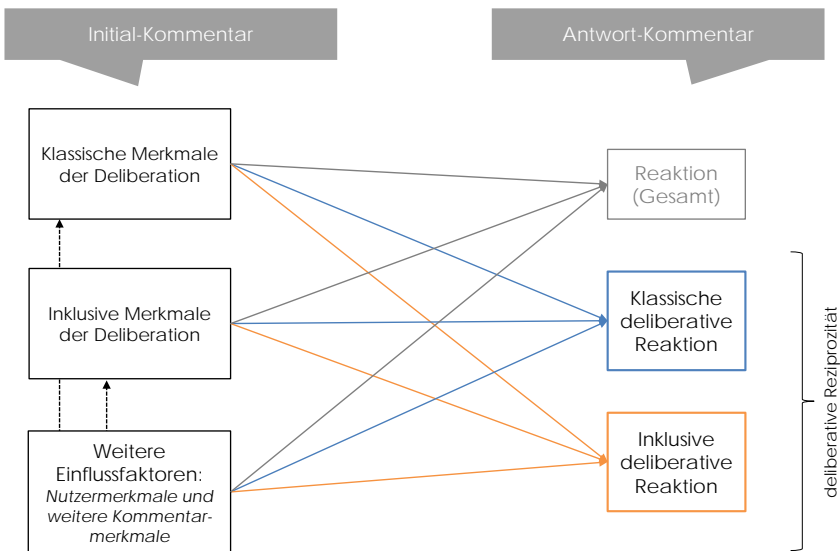 Initial-Kommentar
Antwort-Kommentar
Klassische Merkmale
der Deliberation
Reaktion
(Gesamt)
Inklusive Merkmale
der Deliberation
Klassische
deliberative
Reaktion
Weitere
Einflussfaktoren:
Nutzermerkmale und
weitere Kommentar-
merkmale
Inklusive
deliberative
Reaktion
deliberative Reziprozität